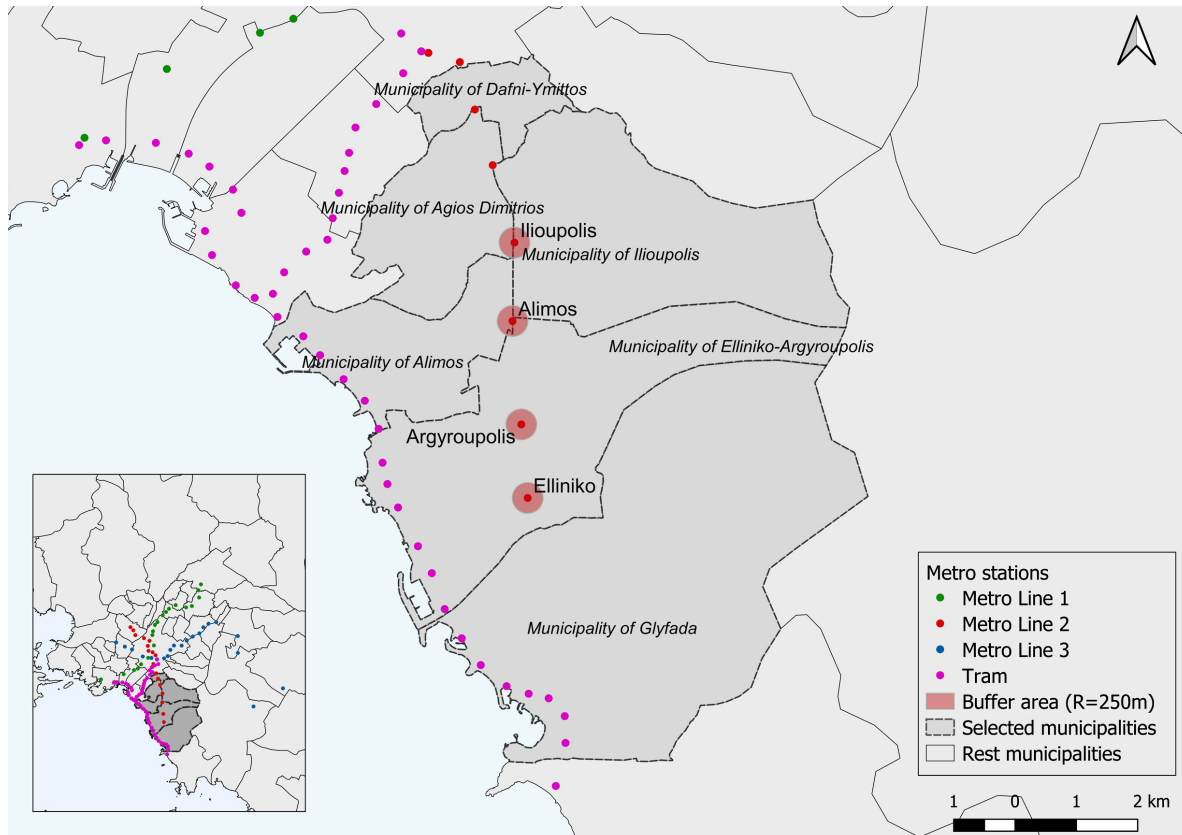 Municipality of Dafni-Ymittos
Municipality of Agios Dimitrios
Ilioupolis
Municipality of Ilioupolis
Alimos
Municipality of Elliniko-Argyroupolis
Municipality of Alimos
Argyroupolis
Elliniko
Municipality of Glyfada
Metro stations
Metro Line 1
Metro Line 2
Metro Line 3
Tram
Buffer area (R=250m)
Selected municipalities
Rest municipalities
1 0 1 2 km